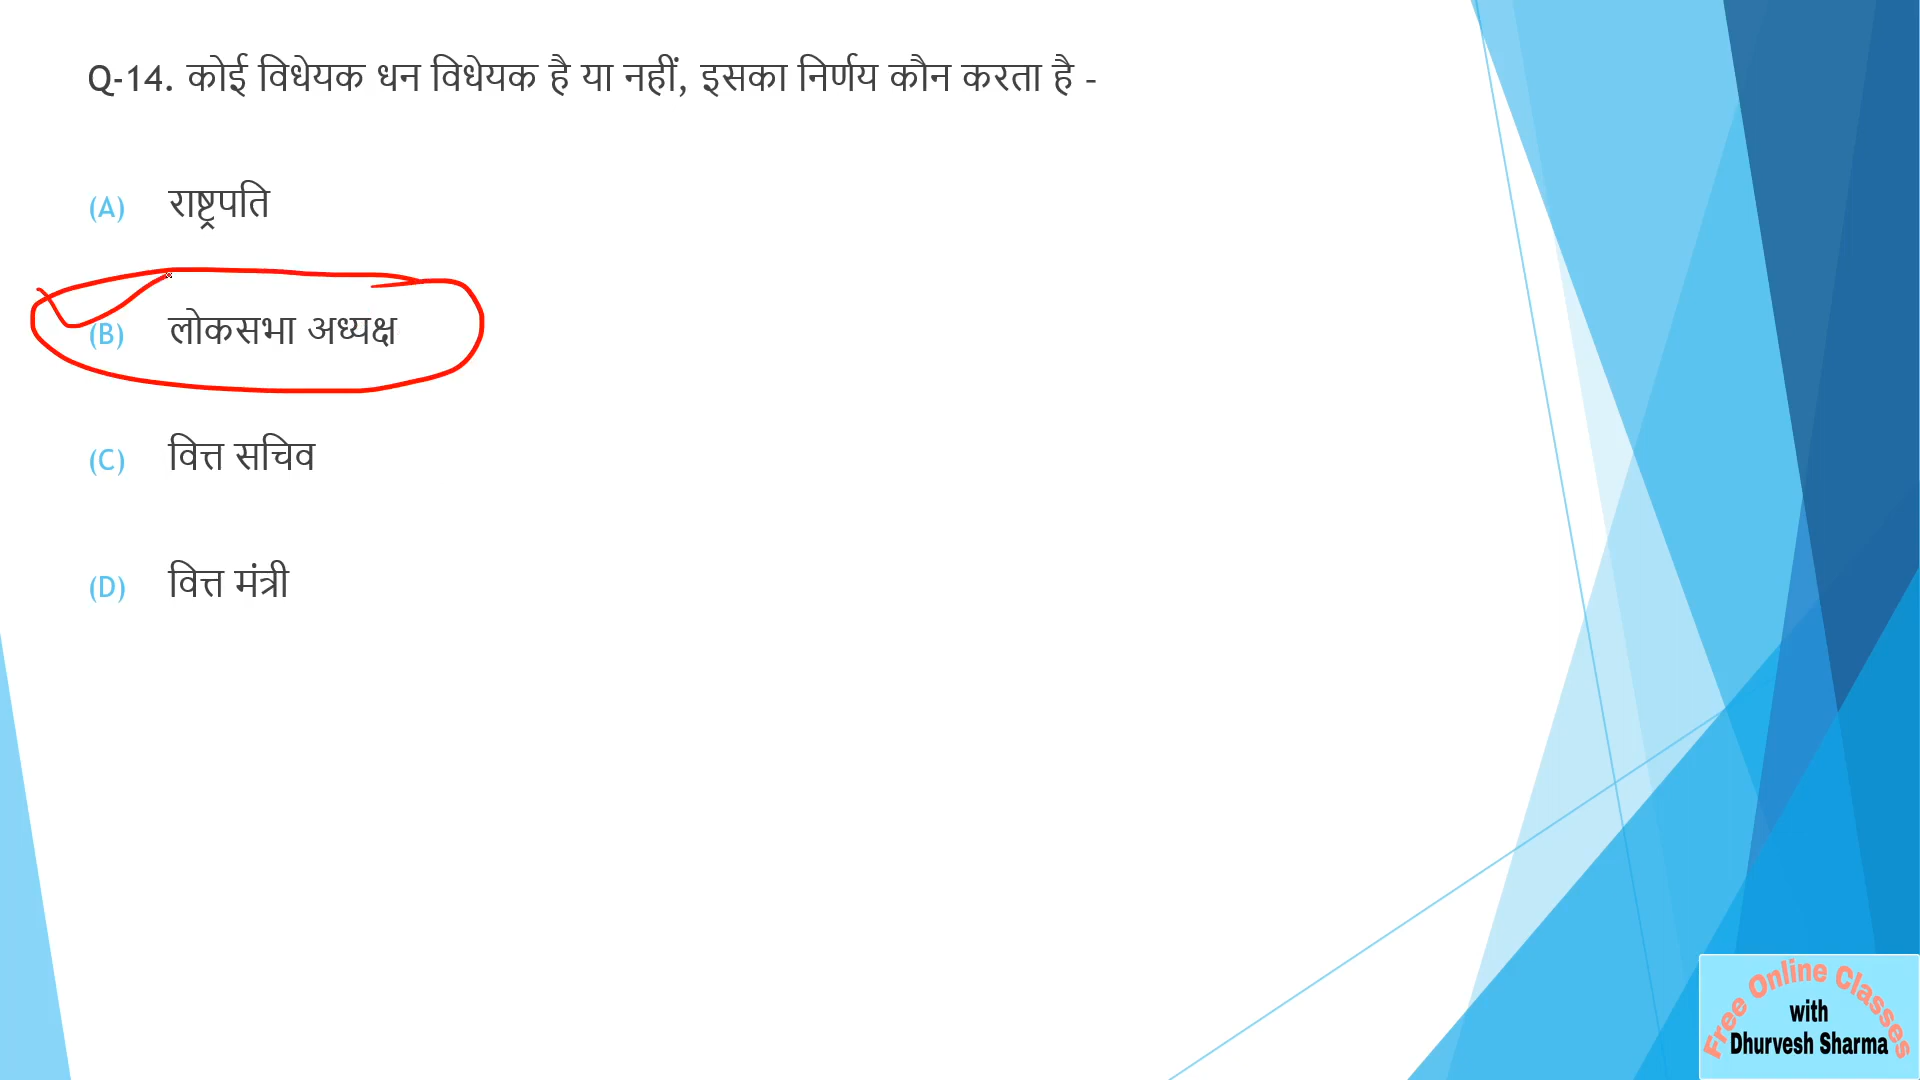 Q-14. कोई विधेयक धन विधेयक है या नहीं, इसका निर्णय कौन करता है -
(A) राष्ट्रपति
(B) लोकसभा अध्यक्ष
(C) वित्त सचिव
(D) वित्त मंत्री
Free Online Classes
with
Dhurvesh Sharma